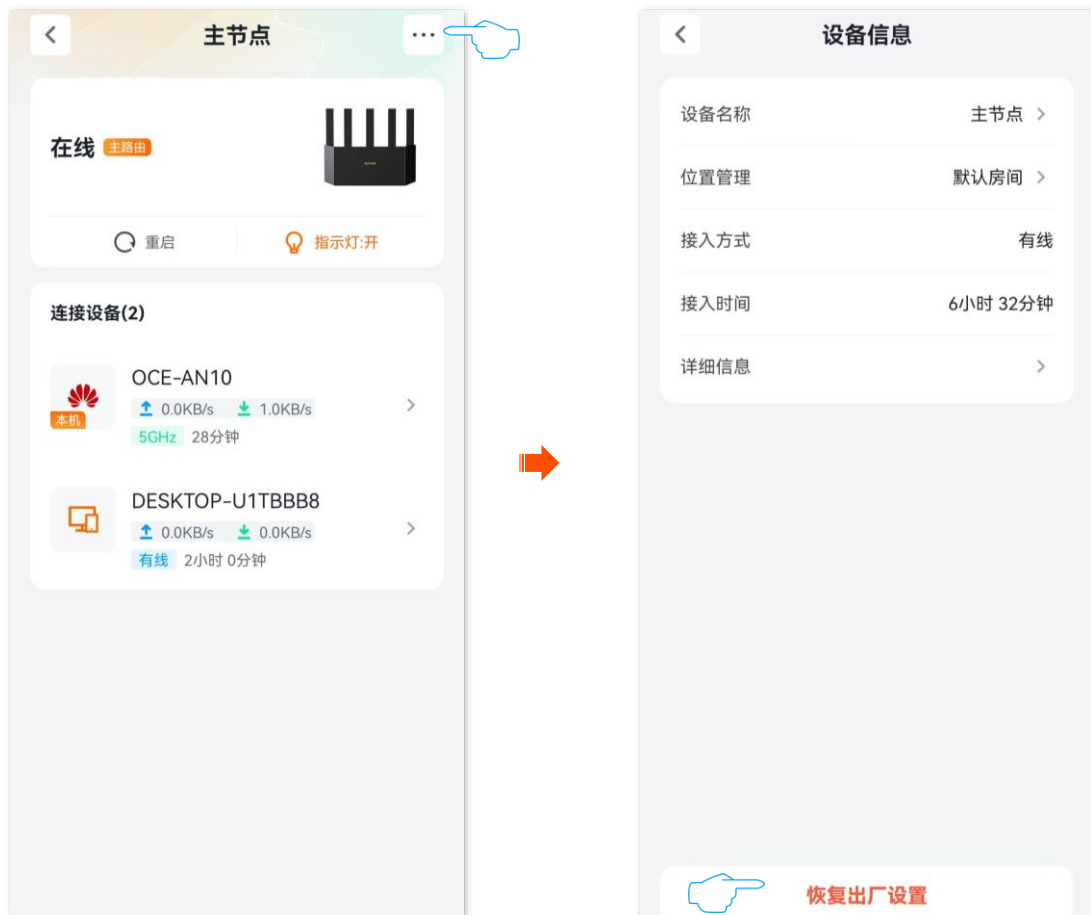 主节点
在线 主路由
重启
指示灯:开
连接设备(2)
OCE-AN10
0.0KB/s 1.0KB/s
本机
5GHz 28分钟
DESKTOP-U1TBBB8
0.0KB/s 0.0KB/s
有线 2小时 0分钟
设备信息
设备名称 主节点
位置管理 默认房间
接入方式 有线
接入时间 6小时 32分钟
详细信息
恢复出厂设置